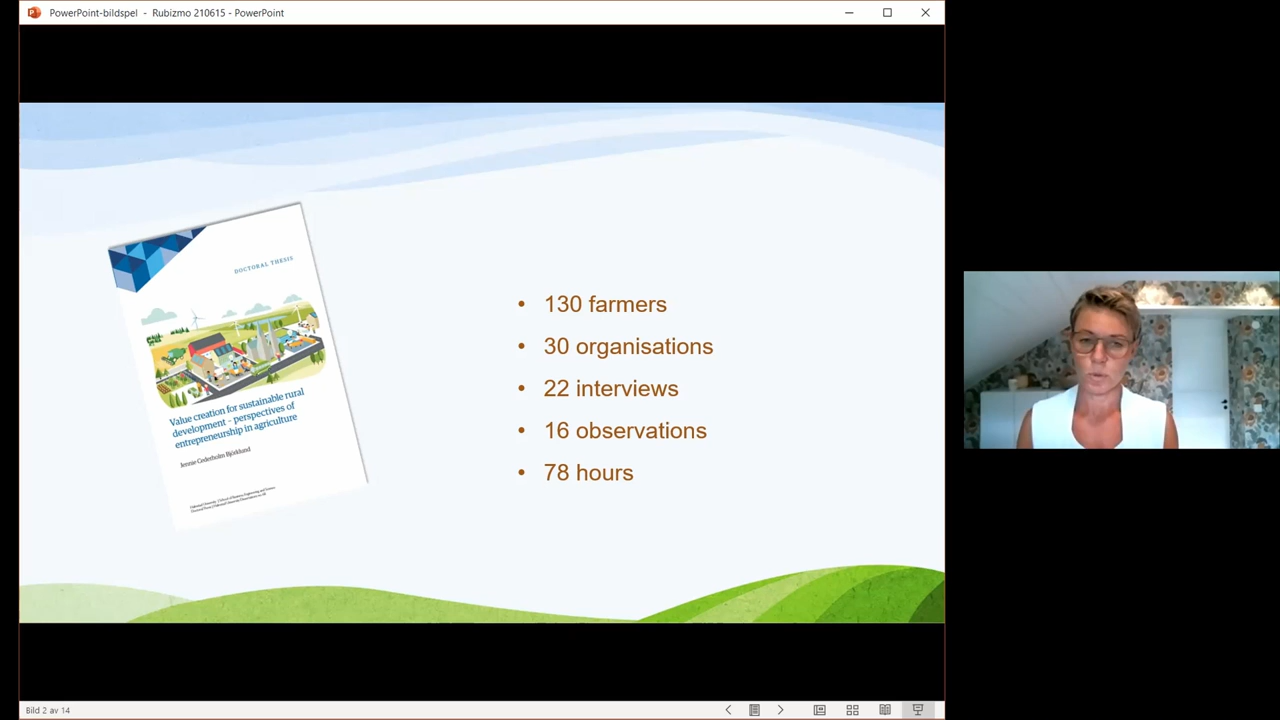 PowerPoint-bildspel - Rubizmo 210615 - PowerPoint
DOCTORAL THESIS
Value creation for sustainable rural
development – perspectives of
entrepreneurship in agriculture
Jennie Cederholm Björklund
• 130 farmers
• 30 organisations
• 22 interviews
• 16 observations
• 78 hours
Bild 2 av 14